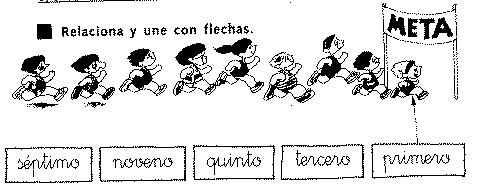 META
Relaciona y une con flechas.
séptimo noveno quinto tercero primero